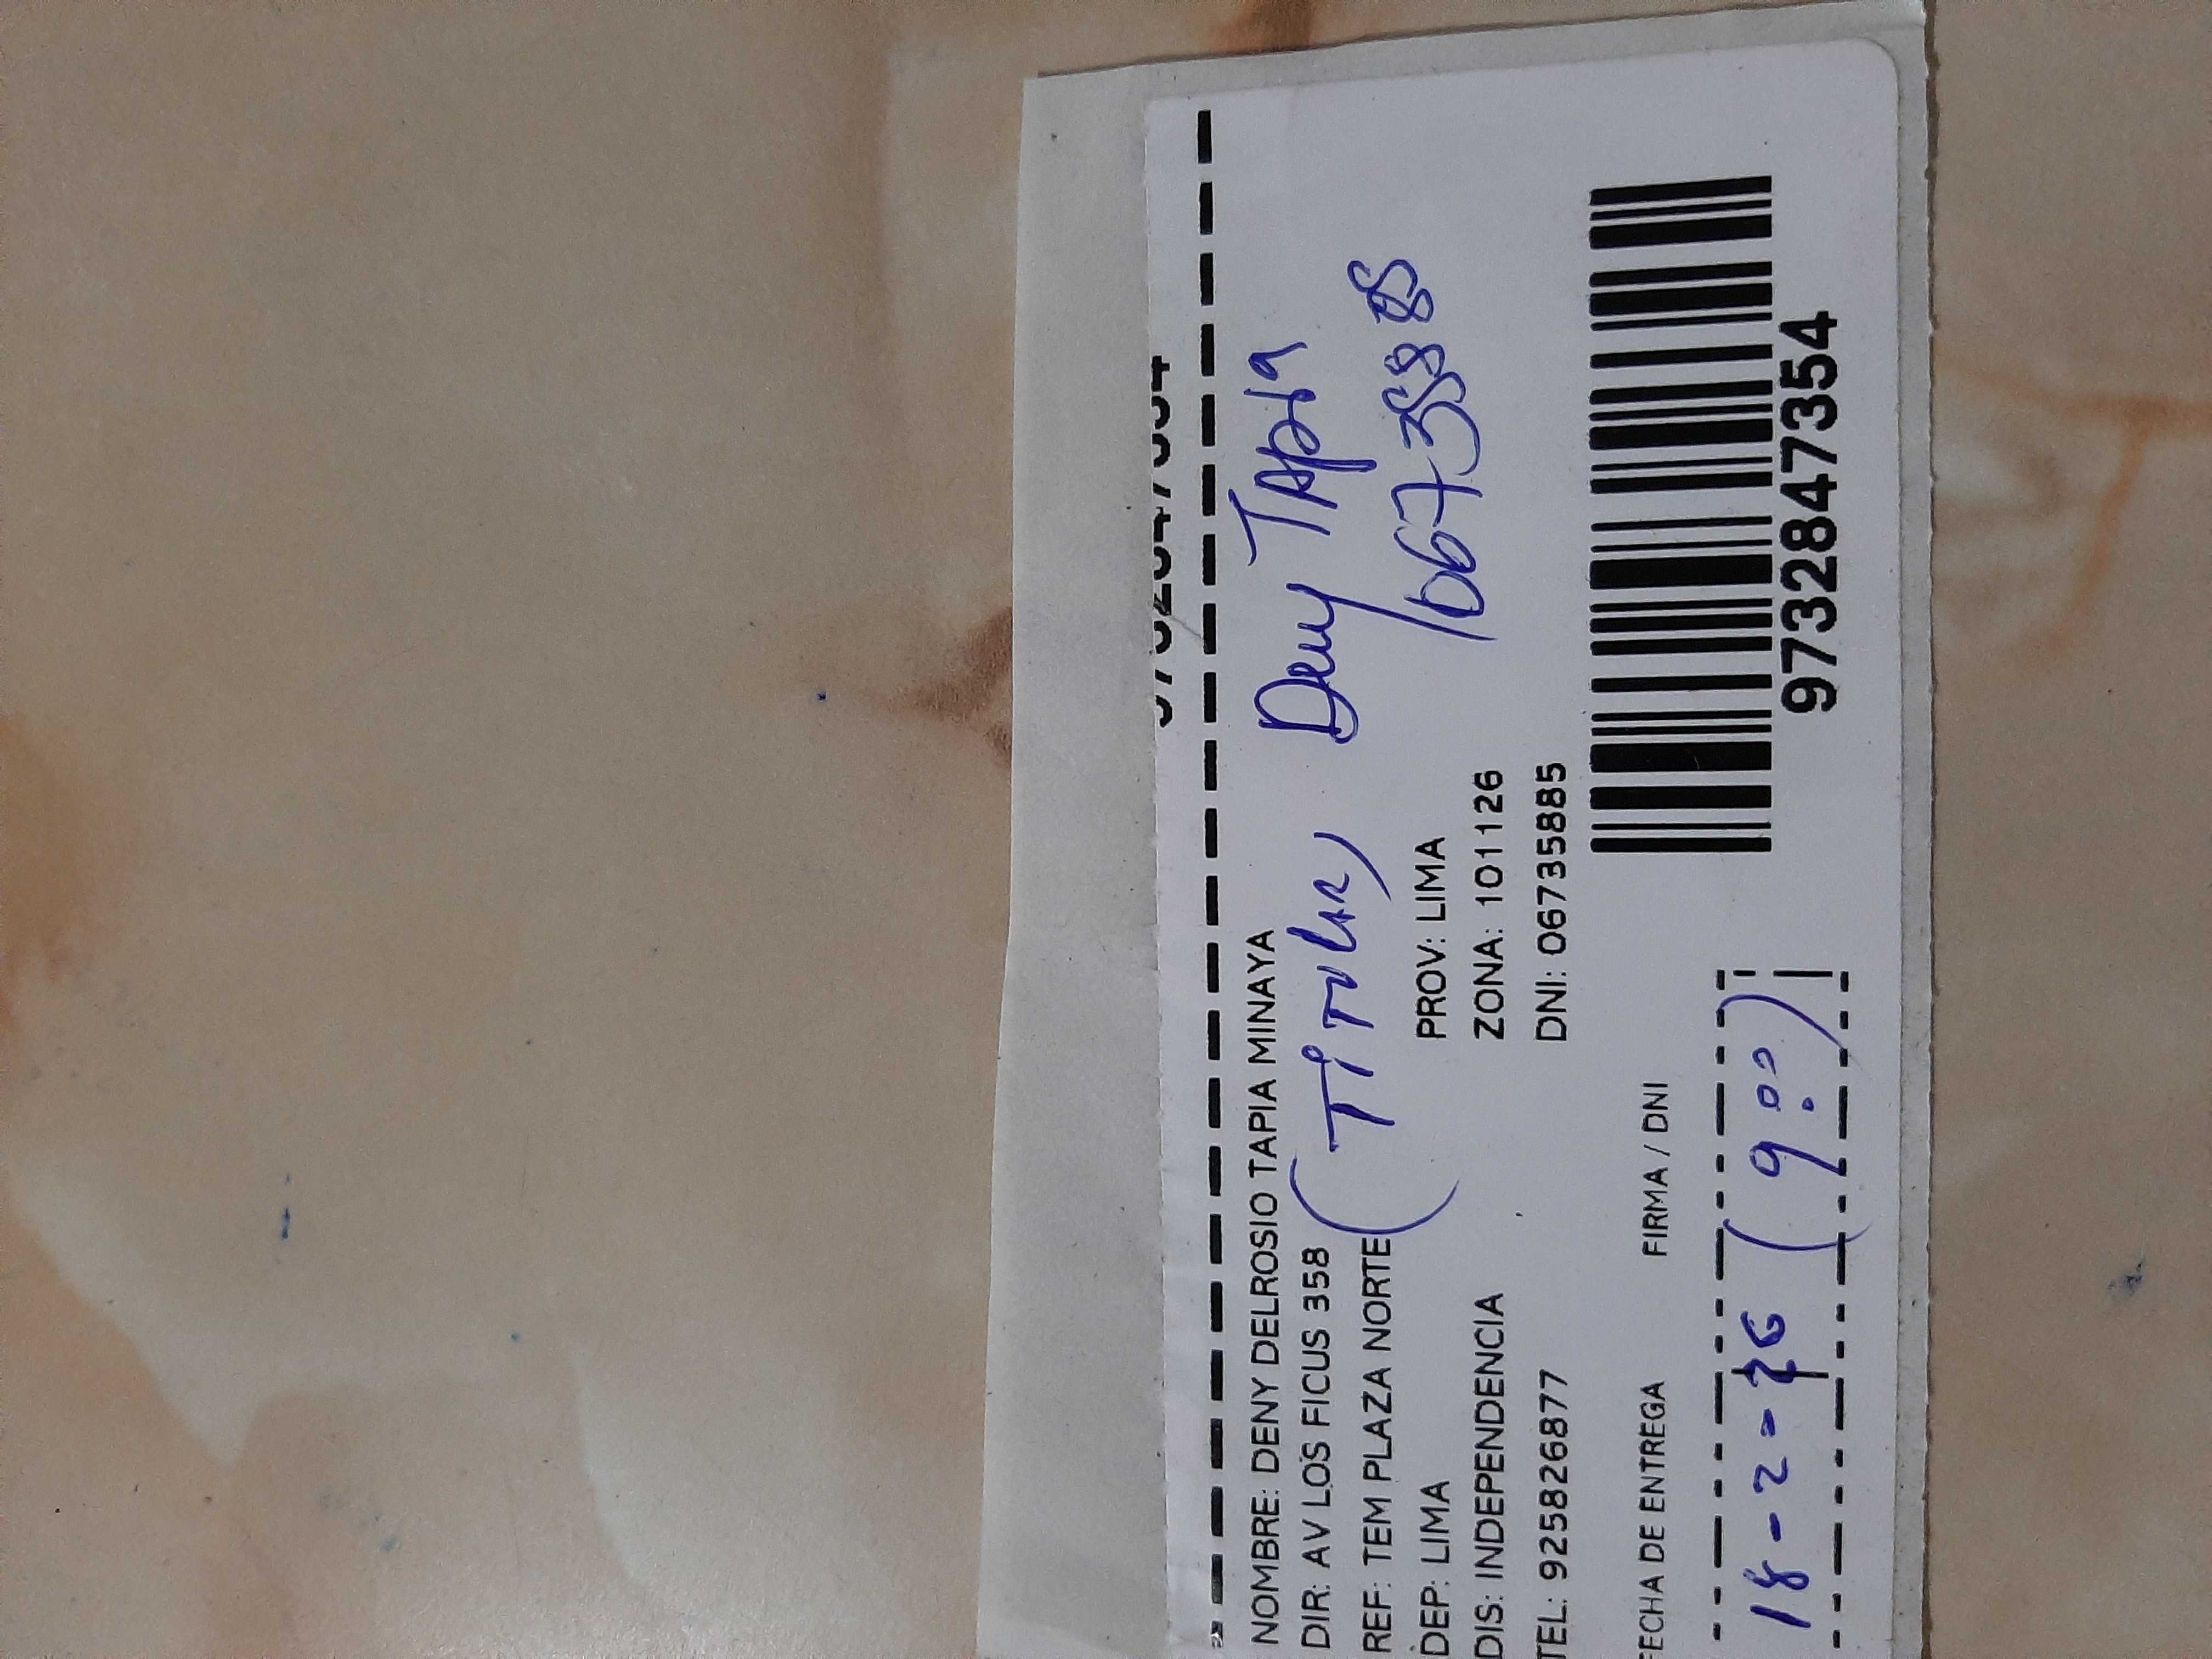 NOMBRE: DENY DELROSIO TAPIA MINAYA
DIR: AV LOS FICUS 358
REF: TEM PLAZA NORTE
(TiTulAR) Deny TApia
06735885
DEP: LIMA PROV: LIMA
DIS: INDEPENDENCIA ZONA: 101126
TEL: 925826877 DNI: 06735885
FECHA DE ENTREGA FIRMA / DNI
18-2-26 (9:00)
9732847354